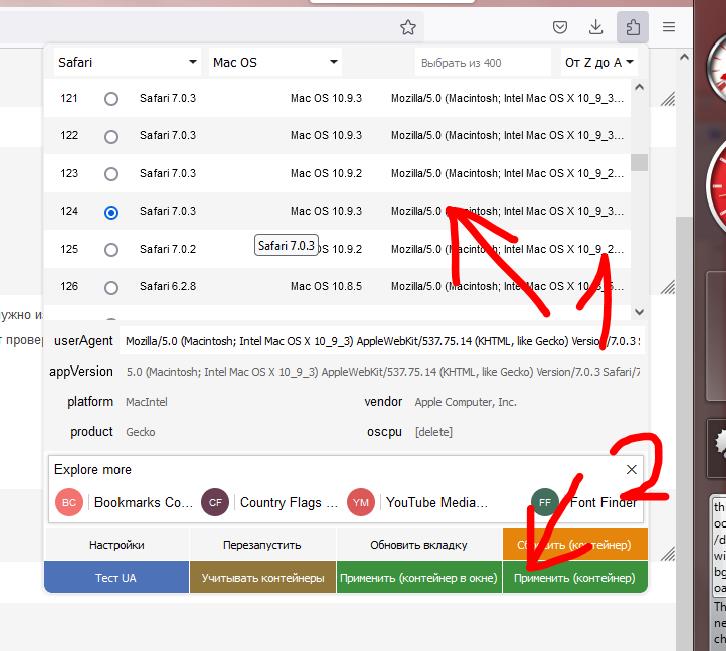 Safari Mac OS Выбрать из 400 От Z до A
121 Safari 7.0.3 Mac OS 10.9.3 Mozilla/5.0 (Macintosh; Intel Mac OS X 10_9_3...
122 Safari 7.0.3 Mac OS 10.9.3 Mozilla/5.0 (Macintosh; Intel Mac OS X 10_9_3...
123 Safari 7.0.3 Mac OS 10.9.2 Mozilla/5.0 (Macintosh; Intel Mac OS X 10_9_2...
124 Safari 7.0.3 Mac OS 10.9.3 Mozilla/5.0 (Macintosh; Intel Mac OS X 10_9_3...
125 Safari 7.0.2 OS 10.9.2 Mozilla/5.0 (Macintosh; Intel Mac OS X 10_9_2...
Safari 7.0.3
126 Safari 6.2.8 Mac OS 10.8.5 Mozilla/5.0 (Macintosh; Intel Mac OS X
1
userAgent Mozilla/5.0 (Macintosh; Intel Mac OS X 10_9_3) AppleWebKit/537.75.14 (KHTML, like Gecko) Version/7.0.3
appVersion 5.0 (Macintosh; Intel Mac OS X 10_9_3) AppleWebKit/537.75.14 (KHTML, like Gecko) Version/7.0.3 Safari/7
platform MacIntel vendor Apple Computer, Inc.
product Gecko oscpu [delete]
2
Explore more
BC Bookmarks Co... CF Country Flags ... YM YouTube Media... FF Font Finder
Настройки Перезапустить Обновить вкладку Сбросить (контейнер)
Тест UA Учитывать контейнеры Применить (контейнер в окне) Применить (контейнер)